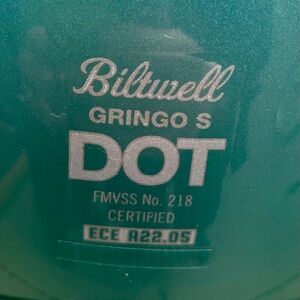 Biltwell
GRINGO S
DOT
FMVSS No. 218
CERTIFIED
ECE R22.05